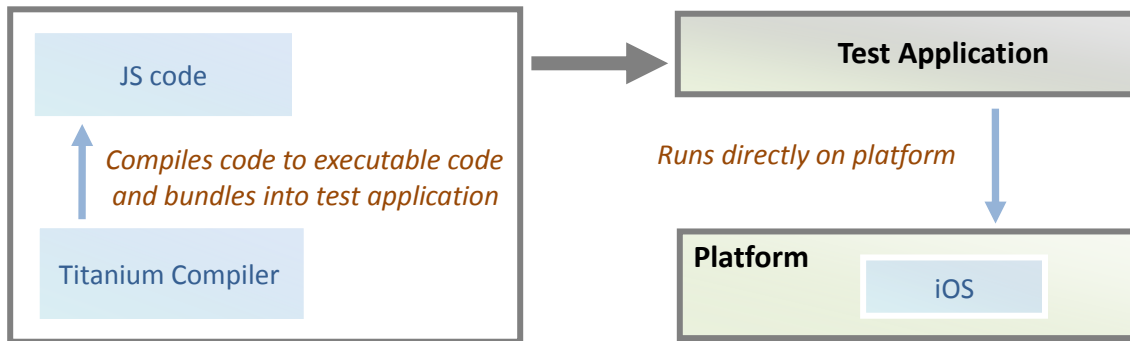 JS code
Compiles code to executable code
and bundles into test application
Titanium Compiler
Test Application
Runs directly on platform
Platform
iOS